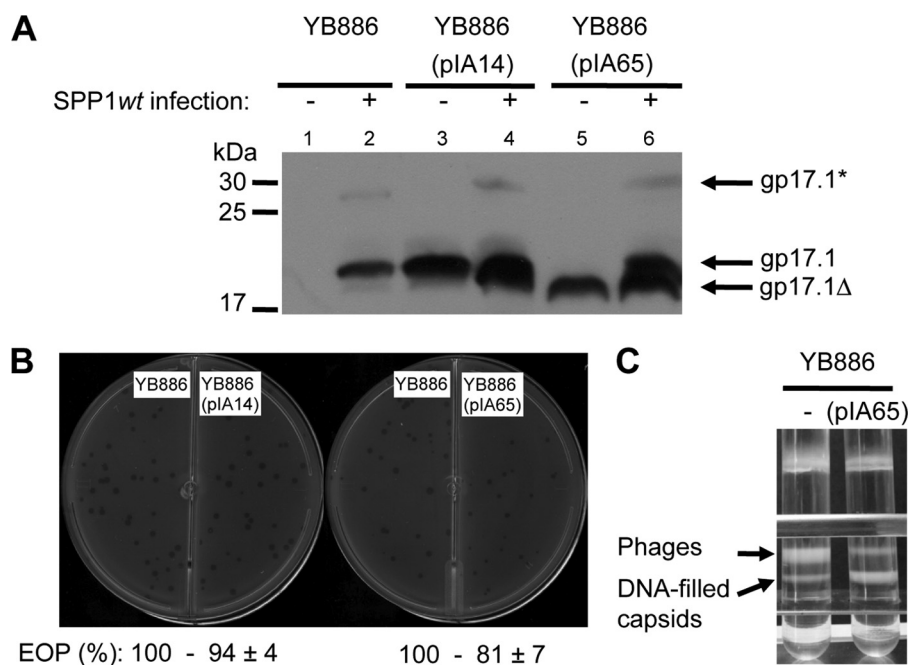 A
YB886 YB886 YB886
(pIA14) (pIA65)
SPP1wt infection: - + - + - +
1 2 3 4 5 6
kDa
30
25
17
gp17.1*
gp17.1
gp17.1Δ
B
YB886 YB886
(pIA14)
YB886 YB886
(pIA65)
EOP (%): 100 - 94 ± 4 100 - 81 ± 7
C
YB886
- (pIA65)
Phages
DNA-filled
capsids